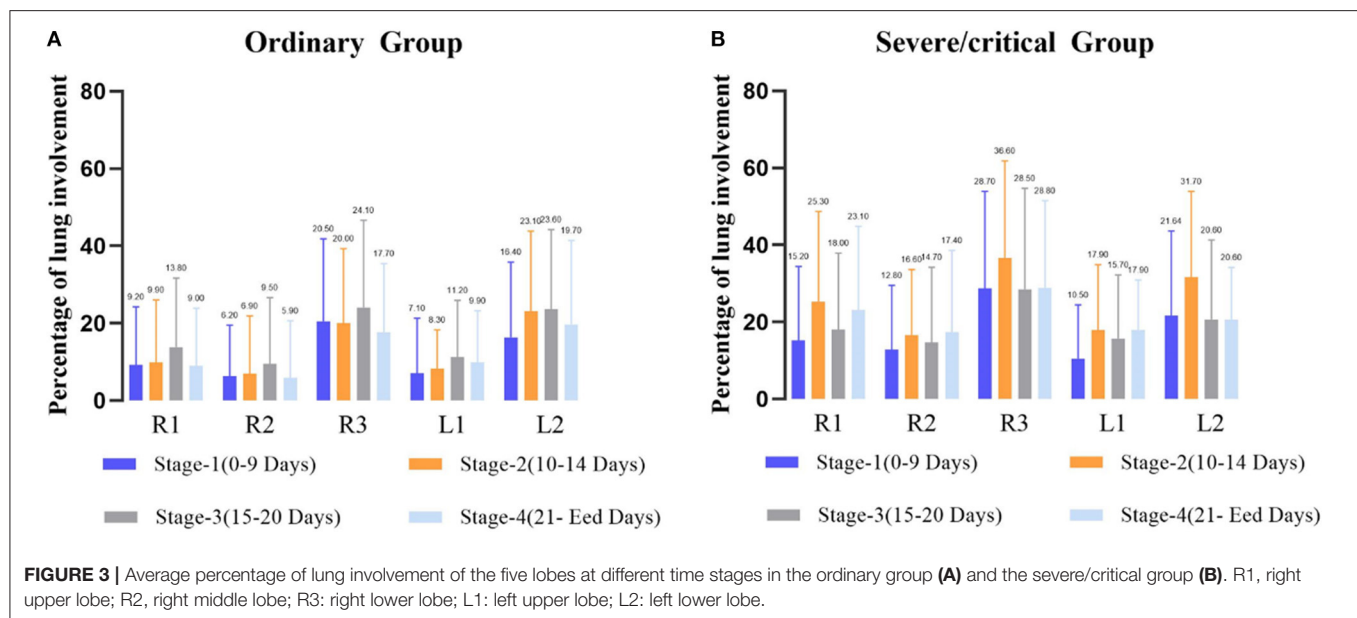 A
Ordinary Group
Percentage of lung involvement
80
60
40
20
0
9.20
9.90
13.80
9.00
6.20
6.90
9.50
5.90
20.50
20.00
24.10
17.70
7.10
8.30
11.20
9.90
16.40
23.10
23.60
19.70
R1
R2
R3
L1
L2
Stage-1(0-9 Days)
Stage-2(10-14 Days)
Stage-3(15-20 Days)
Stage-4(21- Eed Days)
B
Severe/critical Group
Percentage of lung involvement
80
60
40
20
0
15.20
25.30
18.00
23.10
12.80
16.60
14.70
17.40
28.70
36.60
28.50
28.80
10.50
17.90
15.70
17.90
21.64
31.70
20.60
20.60
R1
R2
R3
L1
L2
Stage-1(0-9 Days)
Stage-2(10-14 Days)
Stage-3(15-20 Days)
Stage-4(21- Eed Days)
FIGURE 3 | Average percentage of lung involvement of the five lobes at different time stages in the ordinary group (A) and the severe/critical group (B). R1, right
upper lobe; R2, right middle lobe; R3: right lower lobe; L1: left upper lobe; L2: left lower lobe.